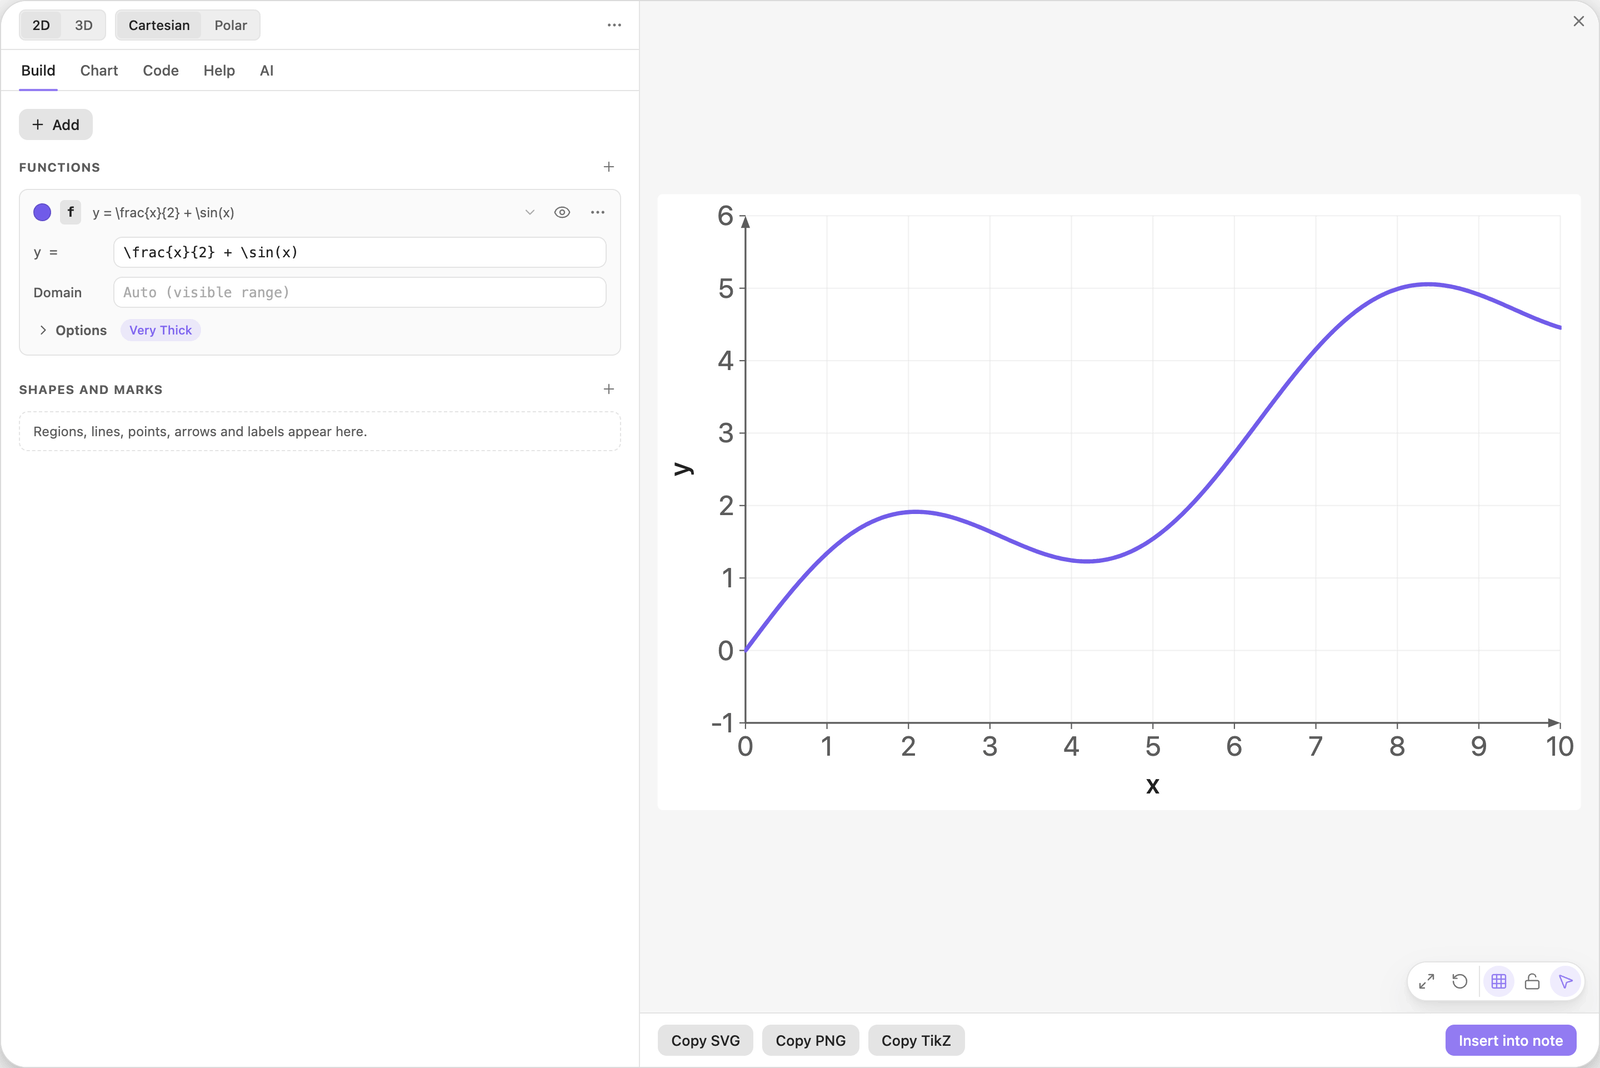 2D 3D Cartesian Polar
Build Chart Code Help AI
+ Add
FUNCTIONS
f y = \frac{x}{2} + \sin(x)
y = \frac{x}{2} + \sin(x)
Domain Auto (visible range)
Options Very Thick
SHAPES AND MARKS
Regions, lines, points, arrows and labels appear here.
6
5
4
3
y
2
1
0
-1
0 1 2 3 4 5 6 7 8 9 10
x
Copy SVG Copy PNG Copy TikZ Insert into note